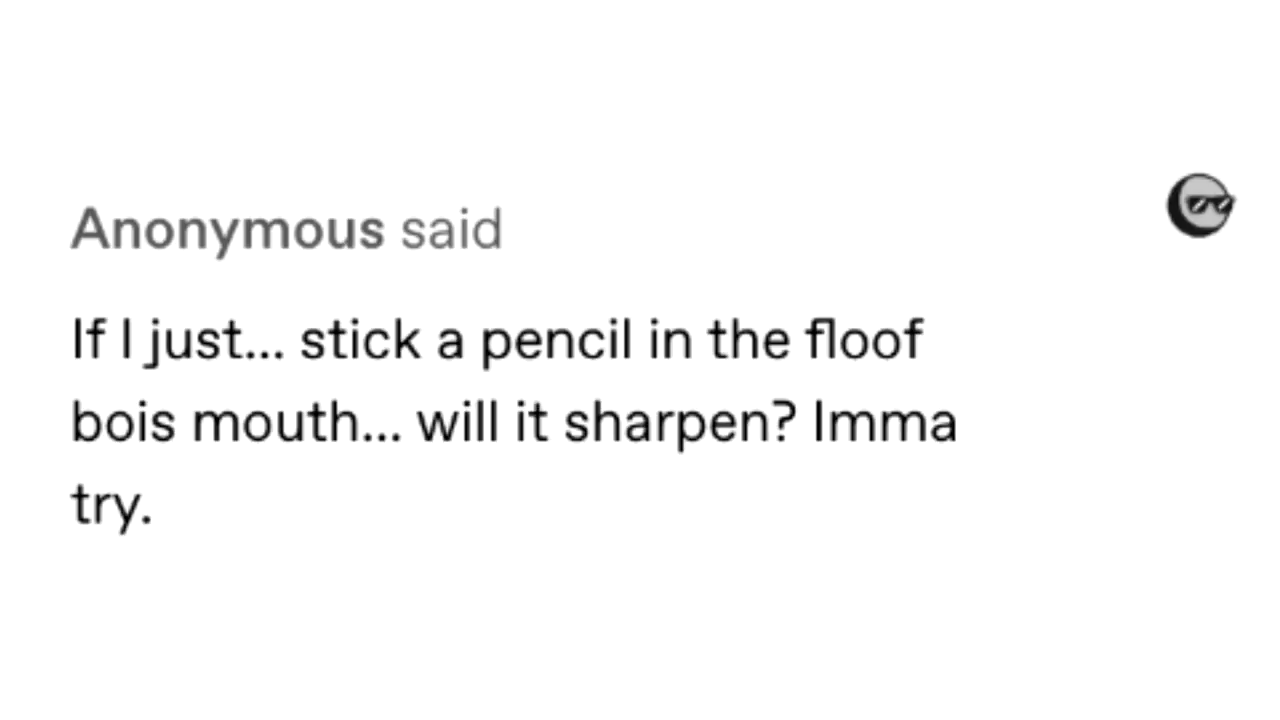 Anonymous said
If I just... stick a pencil in the floof
bois mouth... will it sharpen? Imma
try.